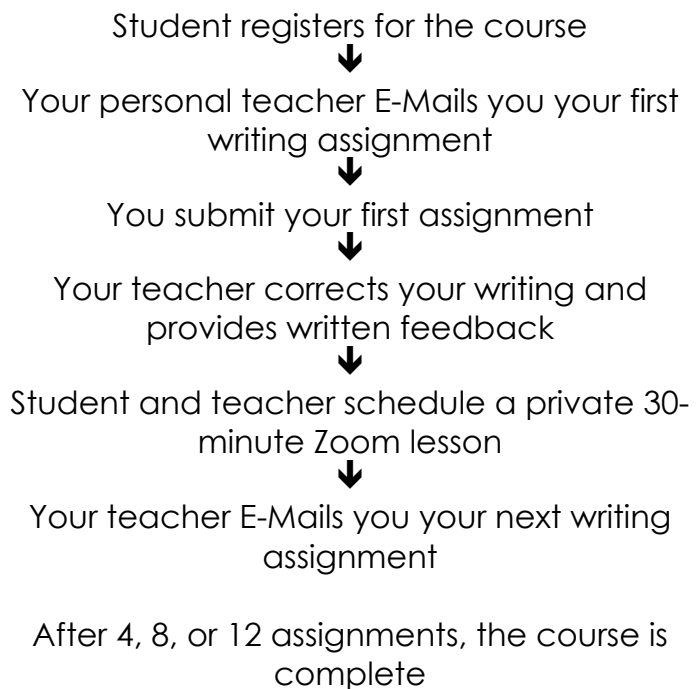 Student registers for the course
🡻
Your personal teacher E-Mails you your first
writing assignment
🡻
You submit your first assignment
🡻
Your teacher corrects your writing and
provides written feedback
🡻
Student and teacher schedule a private 30-
minute Zoom lesson
🡻
Your teacher E-Mails you your next writing
assignment
After 4, 8, or 12 assignments, the course is
complete